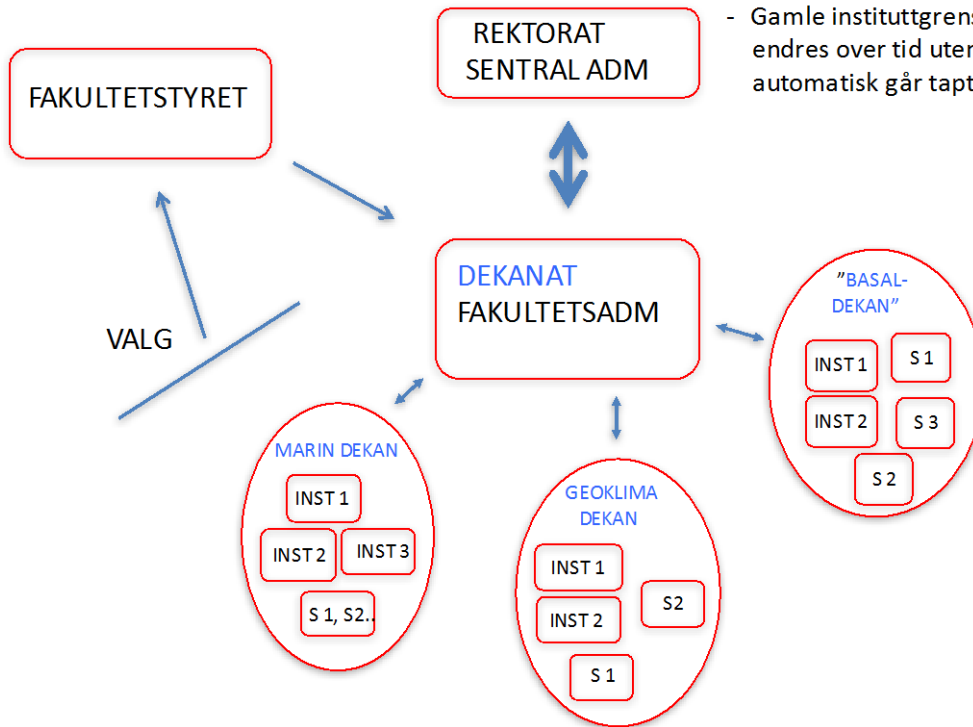 REKTORAT
SENTRAL ADM
- Gamle instituttgrens
endres over tid uten
automatisk går tapt
FAKULTETSTYRET
DEKANAT
FAKULTETSADM
VALG
"BASAL-
DEKAN"
INST 1
S 1
INST 2
S 3
S 2
MARIN DEKAN
INST 1
INST 2
INST 3
S 1, S2..
GEOKLIMA
DEKAN
INST 1
S2
INST 2
S 1